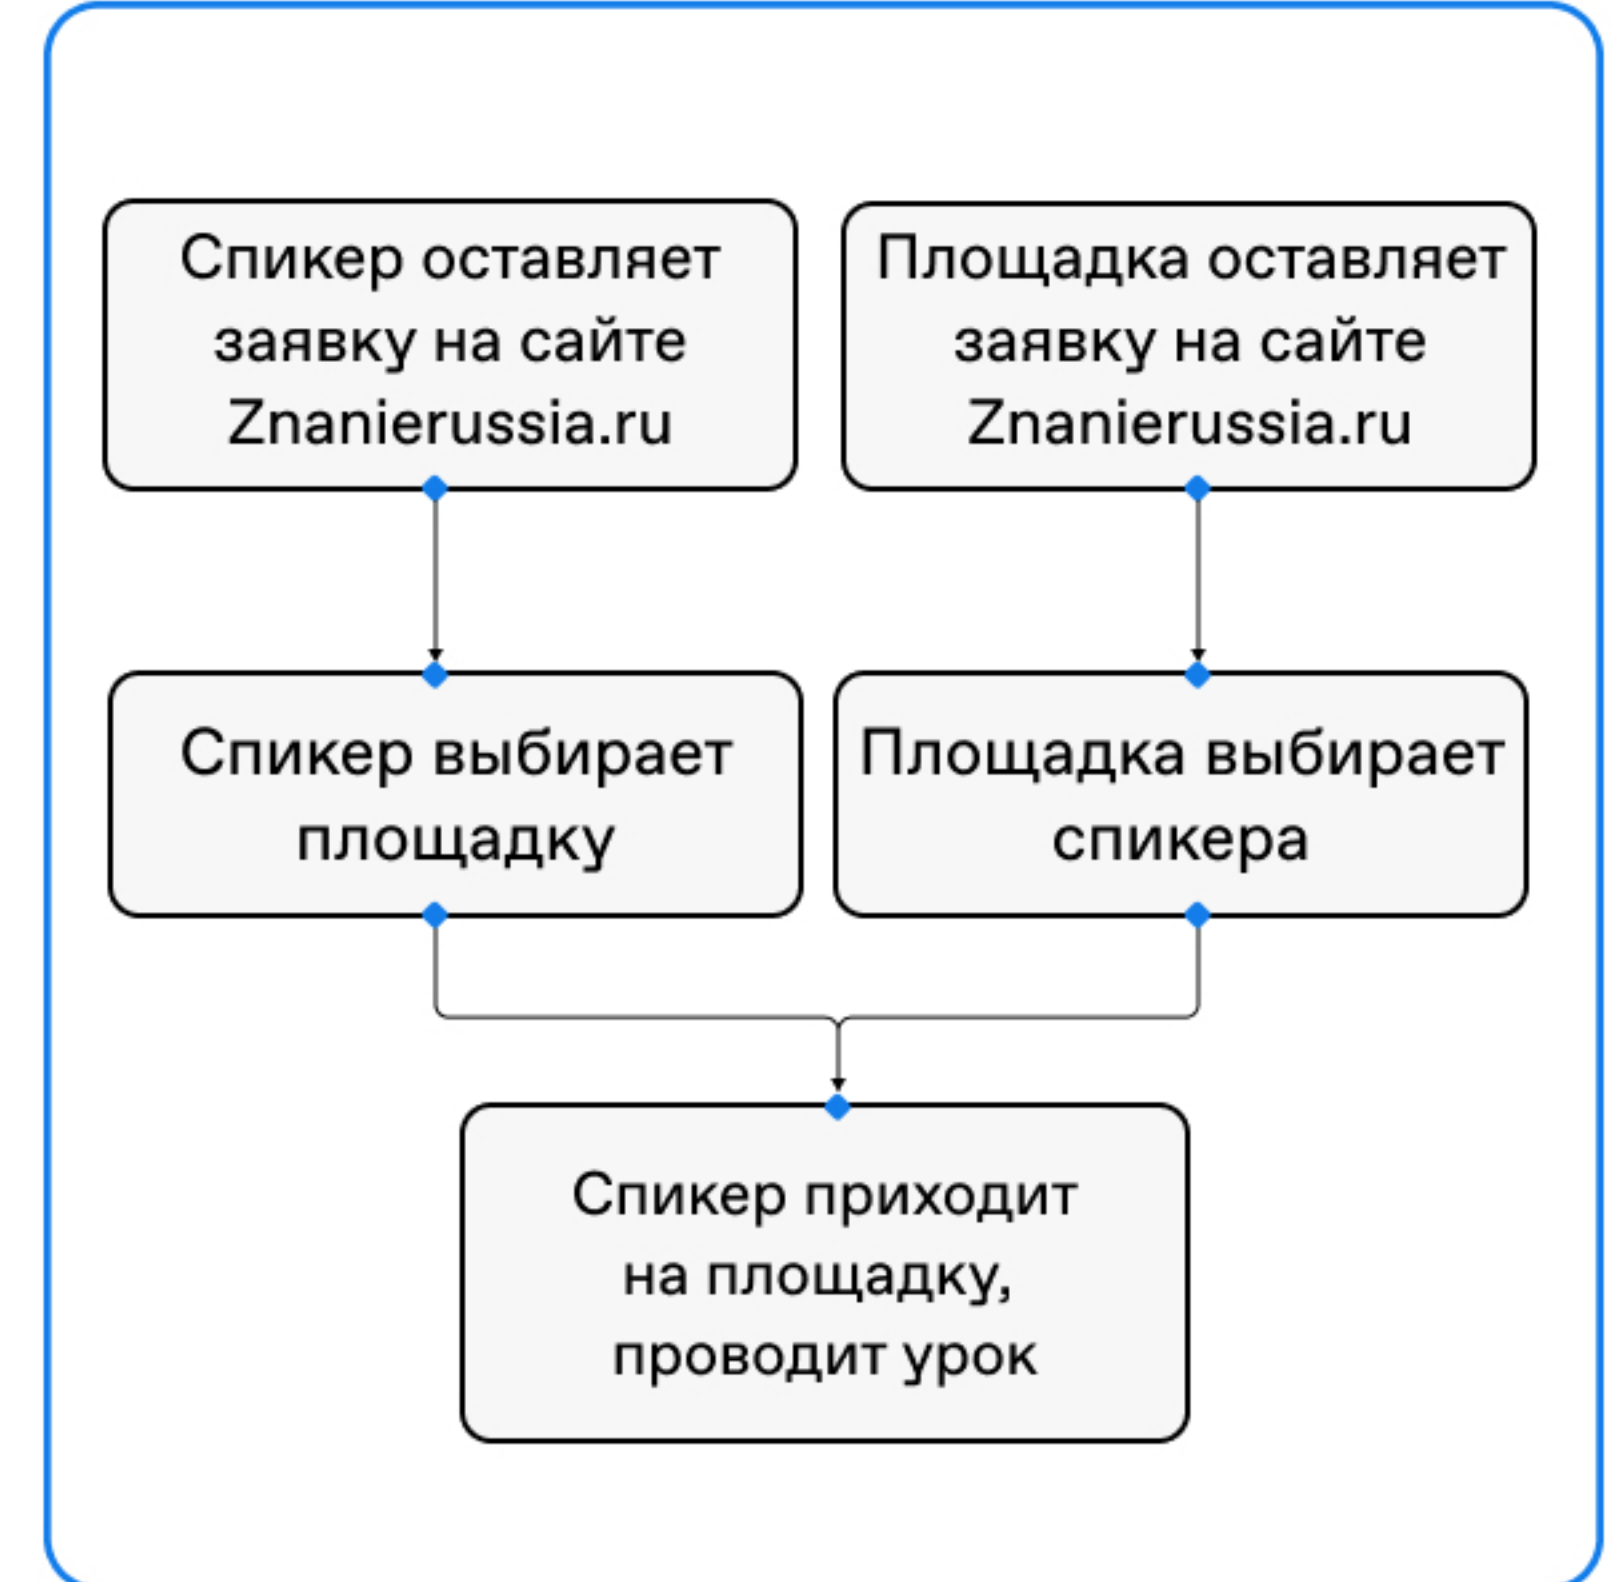 Спикер оставляет
заявку на сайте
Znanierussia.ru
Площадка оставляет
заявку на сайте
Znanierussia.ru
Спикер выбирает
площадку
Площадка выбирает
спикера
Спикер приходит
на площадку,
проводит урок